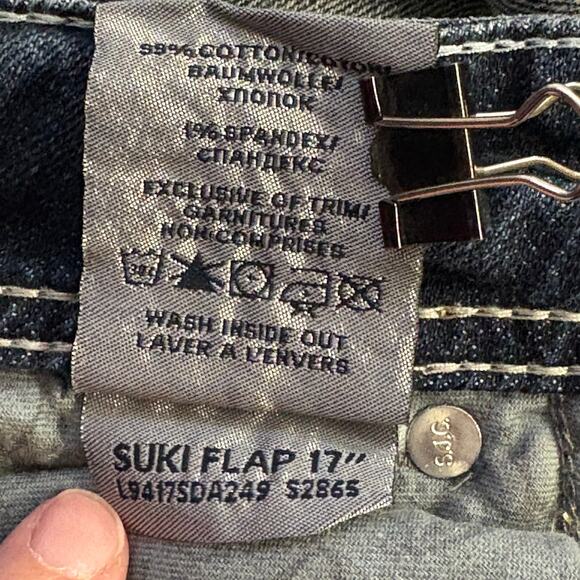 98% COTTON/COTON/
BAUMWOLLE/
ХЛОПОК
1% SPANDEX/
СПАНДЕКС
EXCLUSIVE OF TRIM/
GARNITURES
NON COMPRISES
30
WASH INSIDE OUT
LAVER A L'ENVERS
SUKI FLAP 17"
L9417SDA249 S2865
S.J.C.